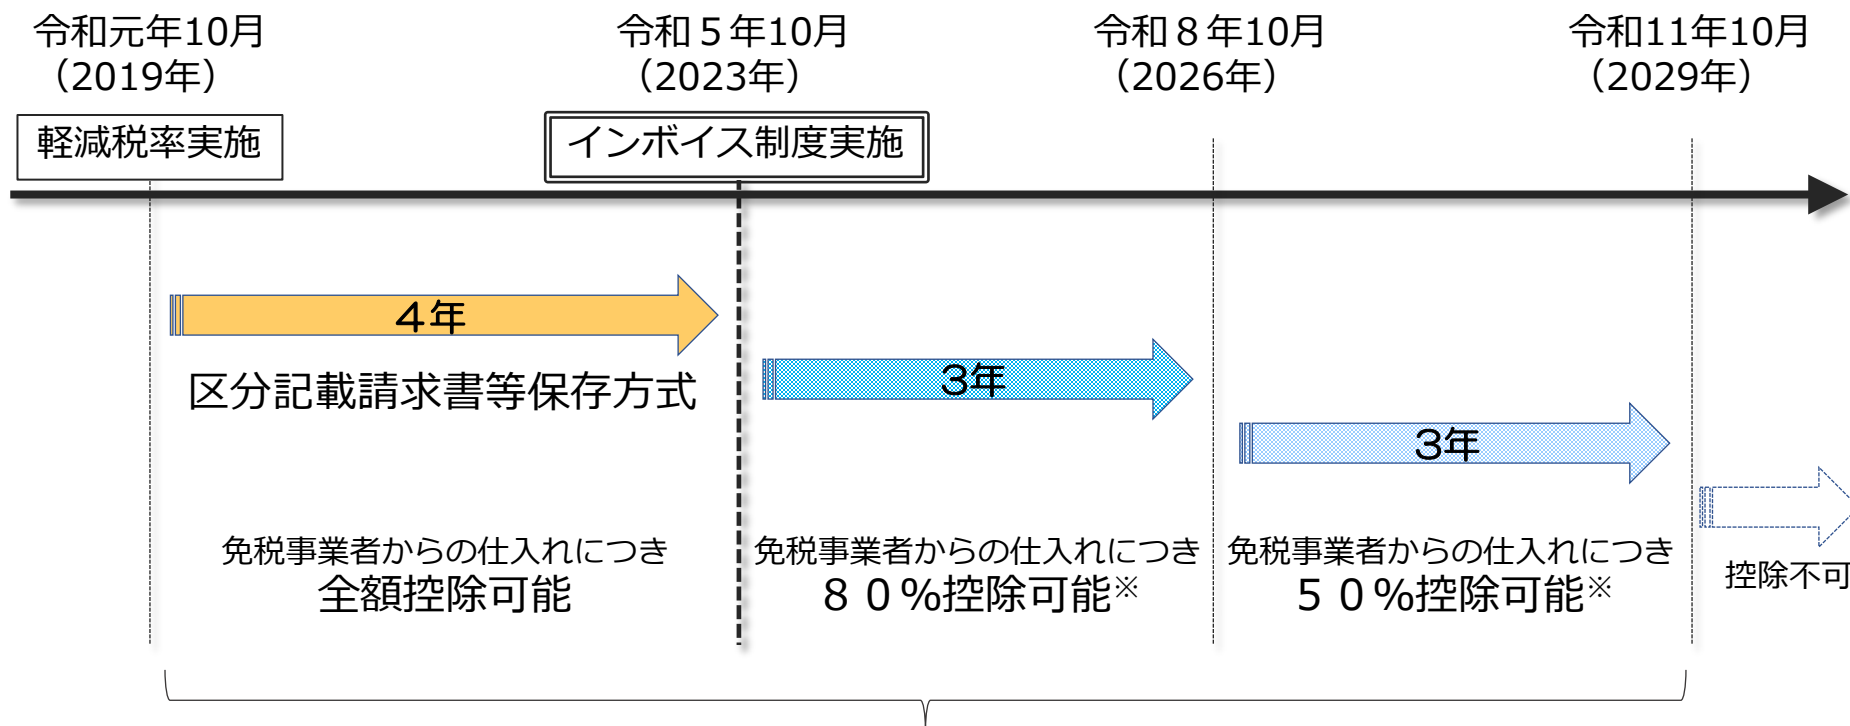 令和元年10月
（2019年）
令和５年10月
（2023年）
令和８年10月
（2026年）
令和11年10月
（2029年）
軽減税率実施
インボイス制度実施
４年
区分記載請求書等保存方式
３年
３年
免税事業者からの仕入れにつき
全額控除可能
免税事業者からの仕入れにつき
８０%控除可能※
免税事業者からの仕入れにつき
５０%控除可能※
控除不可